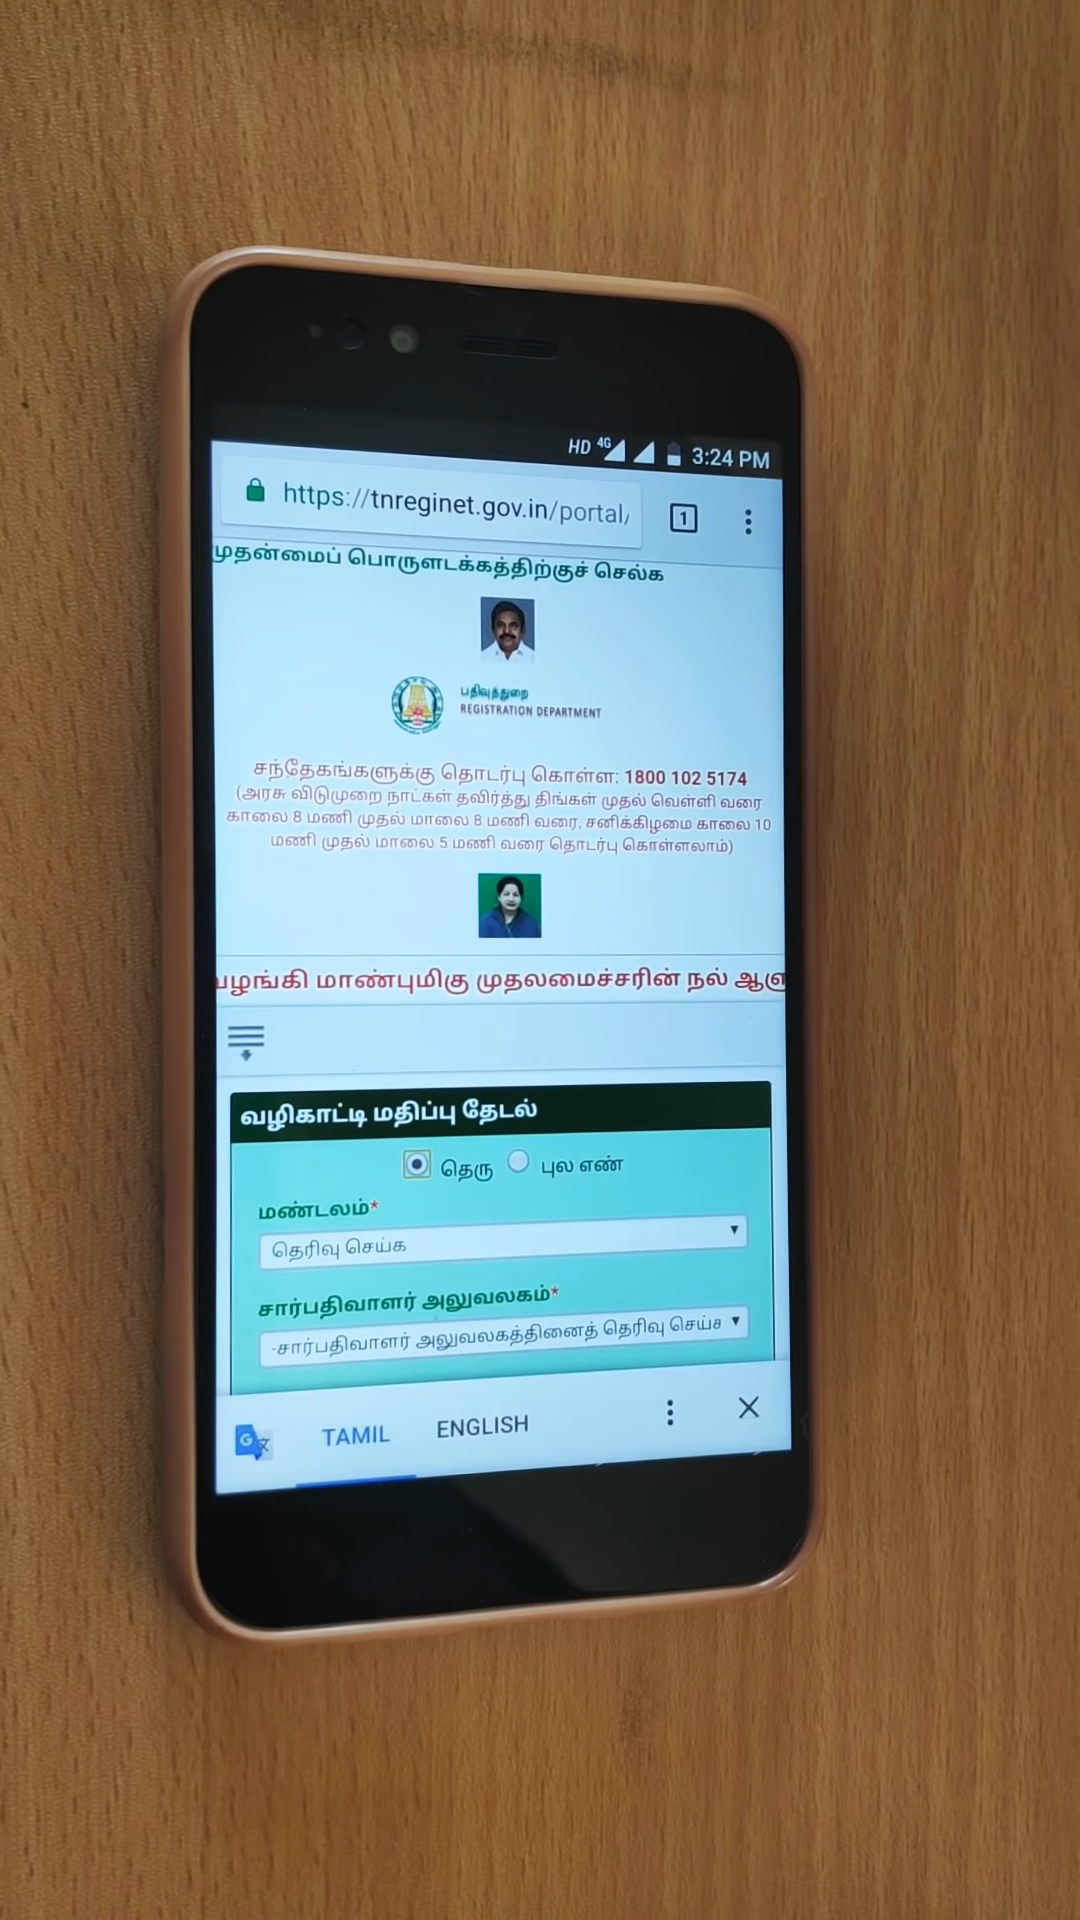 HD 4G 3:24 PM
https://tnreginet.gov.in/portal/
1
முதன்மைப் பொருளடக்கத்திற்குச் செல்க
பதிவுத்துறை
REGISTRATION DEPARTMENT
சந்தேகங்களுக்கு தொடர்பு கொள்ள: 1800 102 5174
(அரசு விடுமுறை நாட்கள் தவிர்த்து திங்கள் முதல் வெள்ளி வரை
காலை 8 மணி முதல் மாலை 8 மணி வரை, சனிக்கிழமை காலை 10
மணி முதல் மாலை 5 மணி வரை தொடர்பு கொள்ளலாம்)
வழங்கி மாண்புமிகு முதலமைச்சரின் நல் ஆளு
வழிகாட்டி மதிப்பு தேடல்
தெரு புல எண்
மண்டலம்*
தெரிவு செய்க
சார்பதிவாளர் அலுவலகம்*
-சார்பதிவாளர் அலுவலகத்தினைத் தெரிவு செய்க
TAMIL ENGLISH